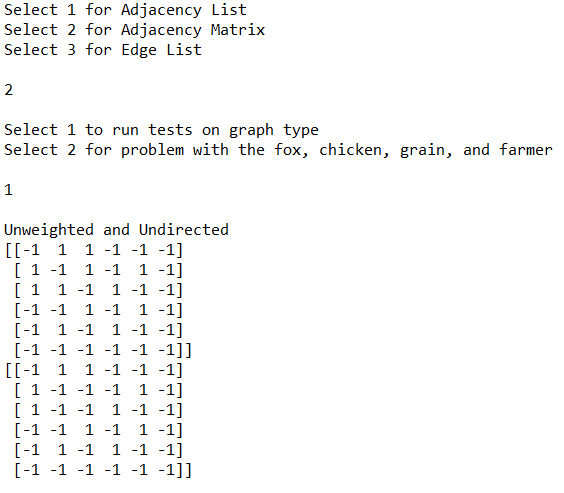 Select 1 for Adjacency List
Select 2 for Adjacency Matrix
Select 3 for Edge List
2
Select 1 to run tests on graph type
Select 2 for problem with the fox, chicken, grain, and farmer
1
Unweighted and Undirected
[[-1  1  1 -1 -1 -1]
 [ 1 -1  1 -1  1 -1]
 [ 1  1 -1  1 -1 -1]
 [-1 -1  1 -1  1 -1]
 [-1  1 -1  1 -1 -1]
 [-1 -1 -1 -1 -1 -1]]
[[-1  1  1 -1 -1 -1]
 [ 1 -1 -1 -1  1 -1]
 [ 1 -1 -1  1 -1 -1]
 [-1 -1  1 -1  1 -1]
 [-1  1 -1  1 -1 -1]
 [-1 -1 -1 -1 -1 -1]]